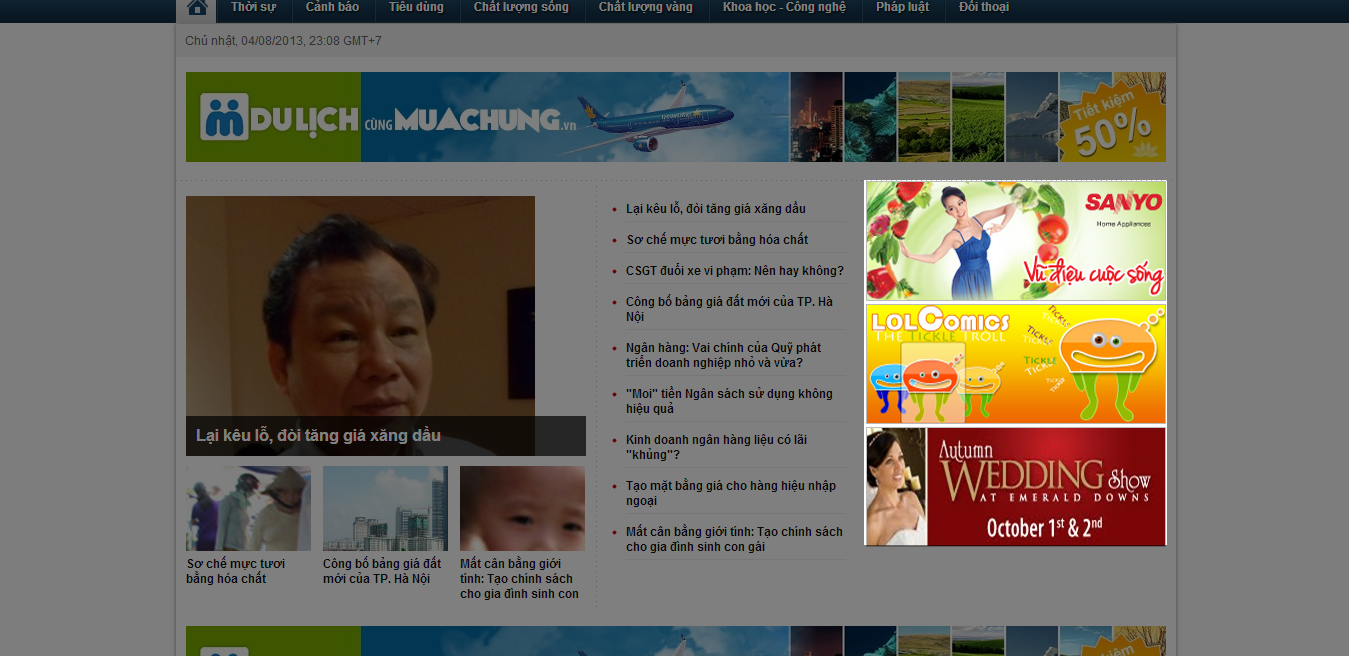 Thời sự
Cảnh báo
Tiêu dùng
Chất lượng sống
Chất lượng vàng
Khoa học - Công nghệ
Pháp luật
Đối thoại
Chủ nhật, 04/08/2013, 23:08 GMT+7
DU LỊCH
CÙNG MUACHUNG.vn
Tiết kiệm
50%
Lại kêu lỗ, đòi tăng giá xăng dầu
Sơ chế mực tươi
bằng hóa chất
Công bố bảng giá đất
mới của TP. Hà Nội
Mất cân bằng giới
tính: Tạo chính sách
cho gia đình sinh con
Lại kêu lỗ, đòi tăng giá xăng dầu
Sơ chế mực tươi bằng hóa chất
CSGT đuổi xe vi phạm: Nên hay không?
Công bố bảng giá đất mới của TP. Hà
Nội
Ngân hàng: Vai chính của Quỹ phát
triển doanh nghiệp nhỏ và vừa?
"Moi" tiền Ngân sách sử dụng không
hiệu quả
Kinh doanh ngân hàng liệu có lãi
"khủng"?
Tạo mặt bằng giá cho hàng hiệu nhập
ngoại
Mất cân bằng giới tính: Tạo chính sách
cho gia đình sinh con gái
SANYO
Home Appliances
Vũ điệu cuộc sống
LOLCOMICS
THE TICKLE TROLL
TICKLE
TICKLE!
TICKLE!
TICKLE!
Autumn
WEDDING Show
AT EMERALD DOWNS
October 1st & 2nd
DU LỊCH
CÙNG MUACHUNG.vn